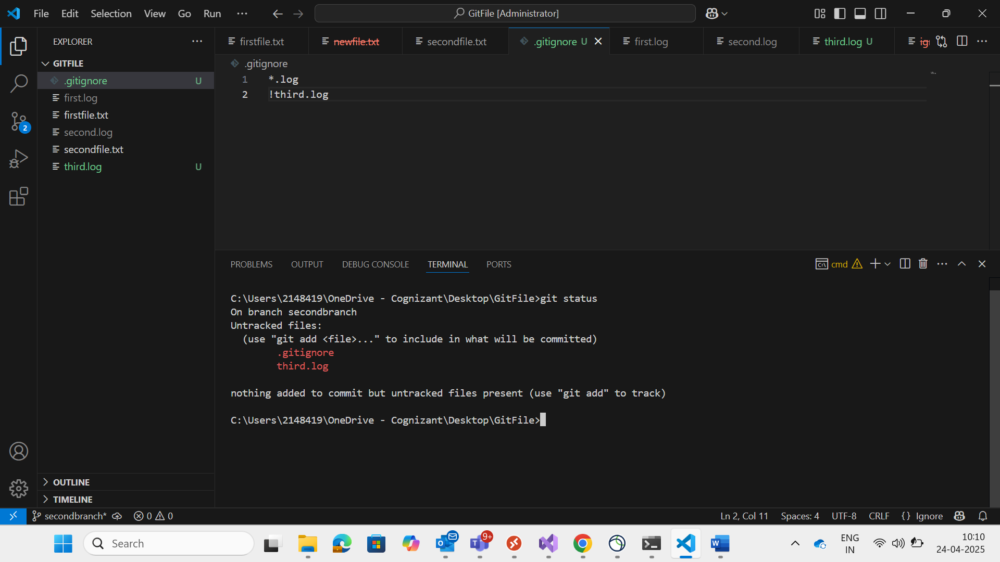 File Edit Selection View Go Run ... GitFile [Administrator]
EXPLORER ...
firstfile.txt newfile.txt secondfile.txt .gitignore U first.log second.log third.log U ...
GITFILE
.gitignore U
first.log
firstfile.txt
second.log
secondfile.txt
third.log U
2
.gitignore
1 *.log
2 !third.log
PROBLEMS OUTPUT DEBUG CONSOLE TERMINAL PORTS cmd ...
C:\Users\2148419\OneDrive - Cognizant\Desktop\GitFile>git status
On branch secondbranch
Untracked files:
(use "git add <file>..." to include in what will be committed)
.gitignore
third.log
nothing added to commit but untracked files present (use "git add" to track)
C:\Users\2148419\OneDrive - Cognizant\Desktop\GitFile>
OUTLINE
TIMELINE
secondbranch* 0 0 Ln 2, Col 11 Spaces: 4 UTF-8 CRLF {} Ignore
Search 9+ ENG 10:10
IN 24-04-2025